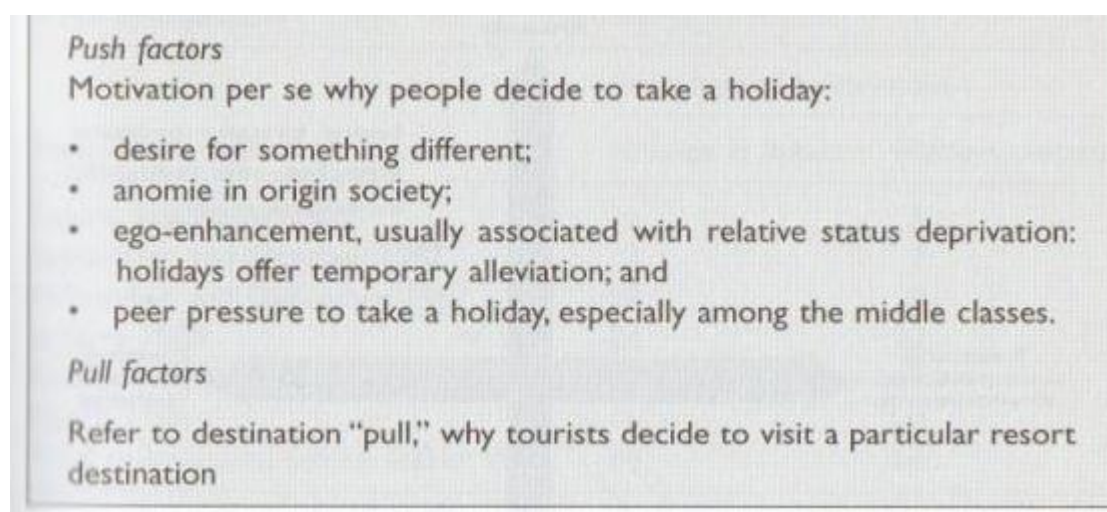 Push factors
Motivation per se why people decide to take a holiday:
• desire for something different;
• anomie in origin society;
• ego-enhancement, usually associated with relative status deprivation:
holidays offer temporary alleviation; and
• peer pressure to take a holiday, especially among the middle classes.
Pull factors
Refer to destination “pull,” why tourists decide to visit a particular resort
destination